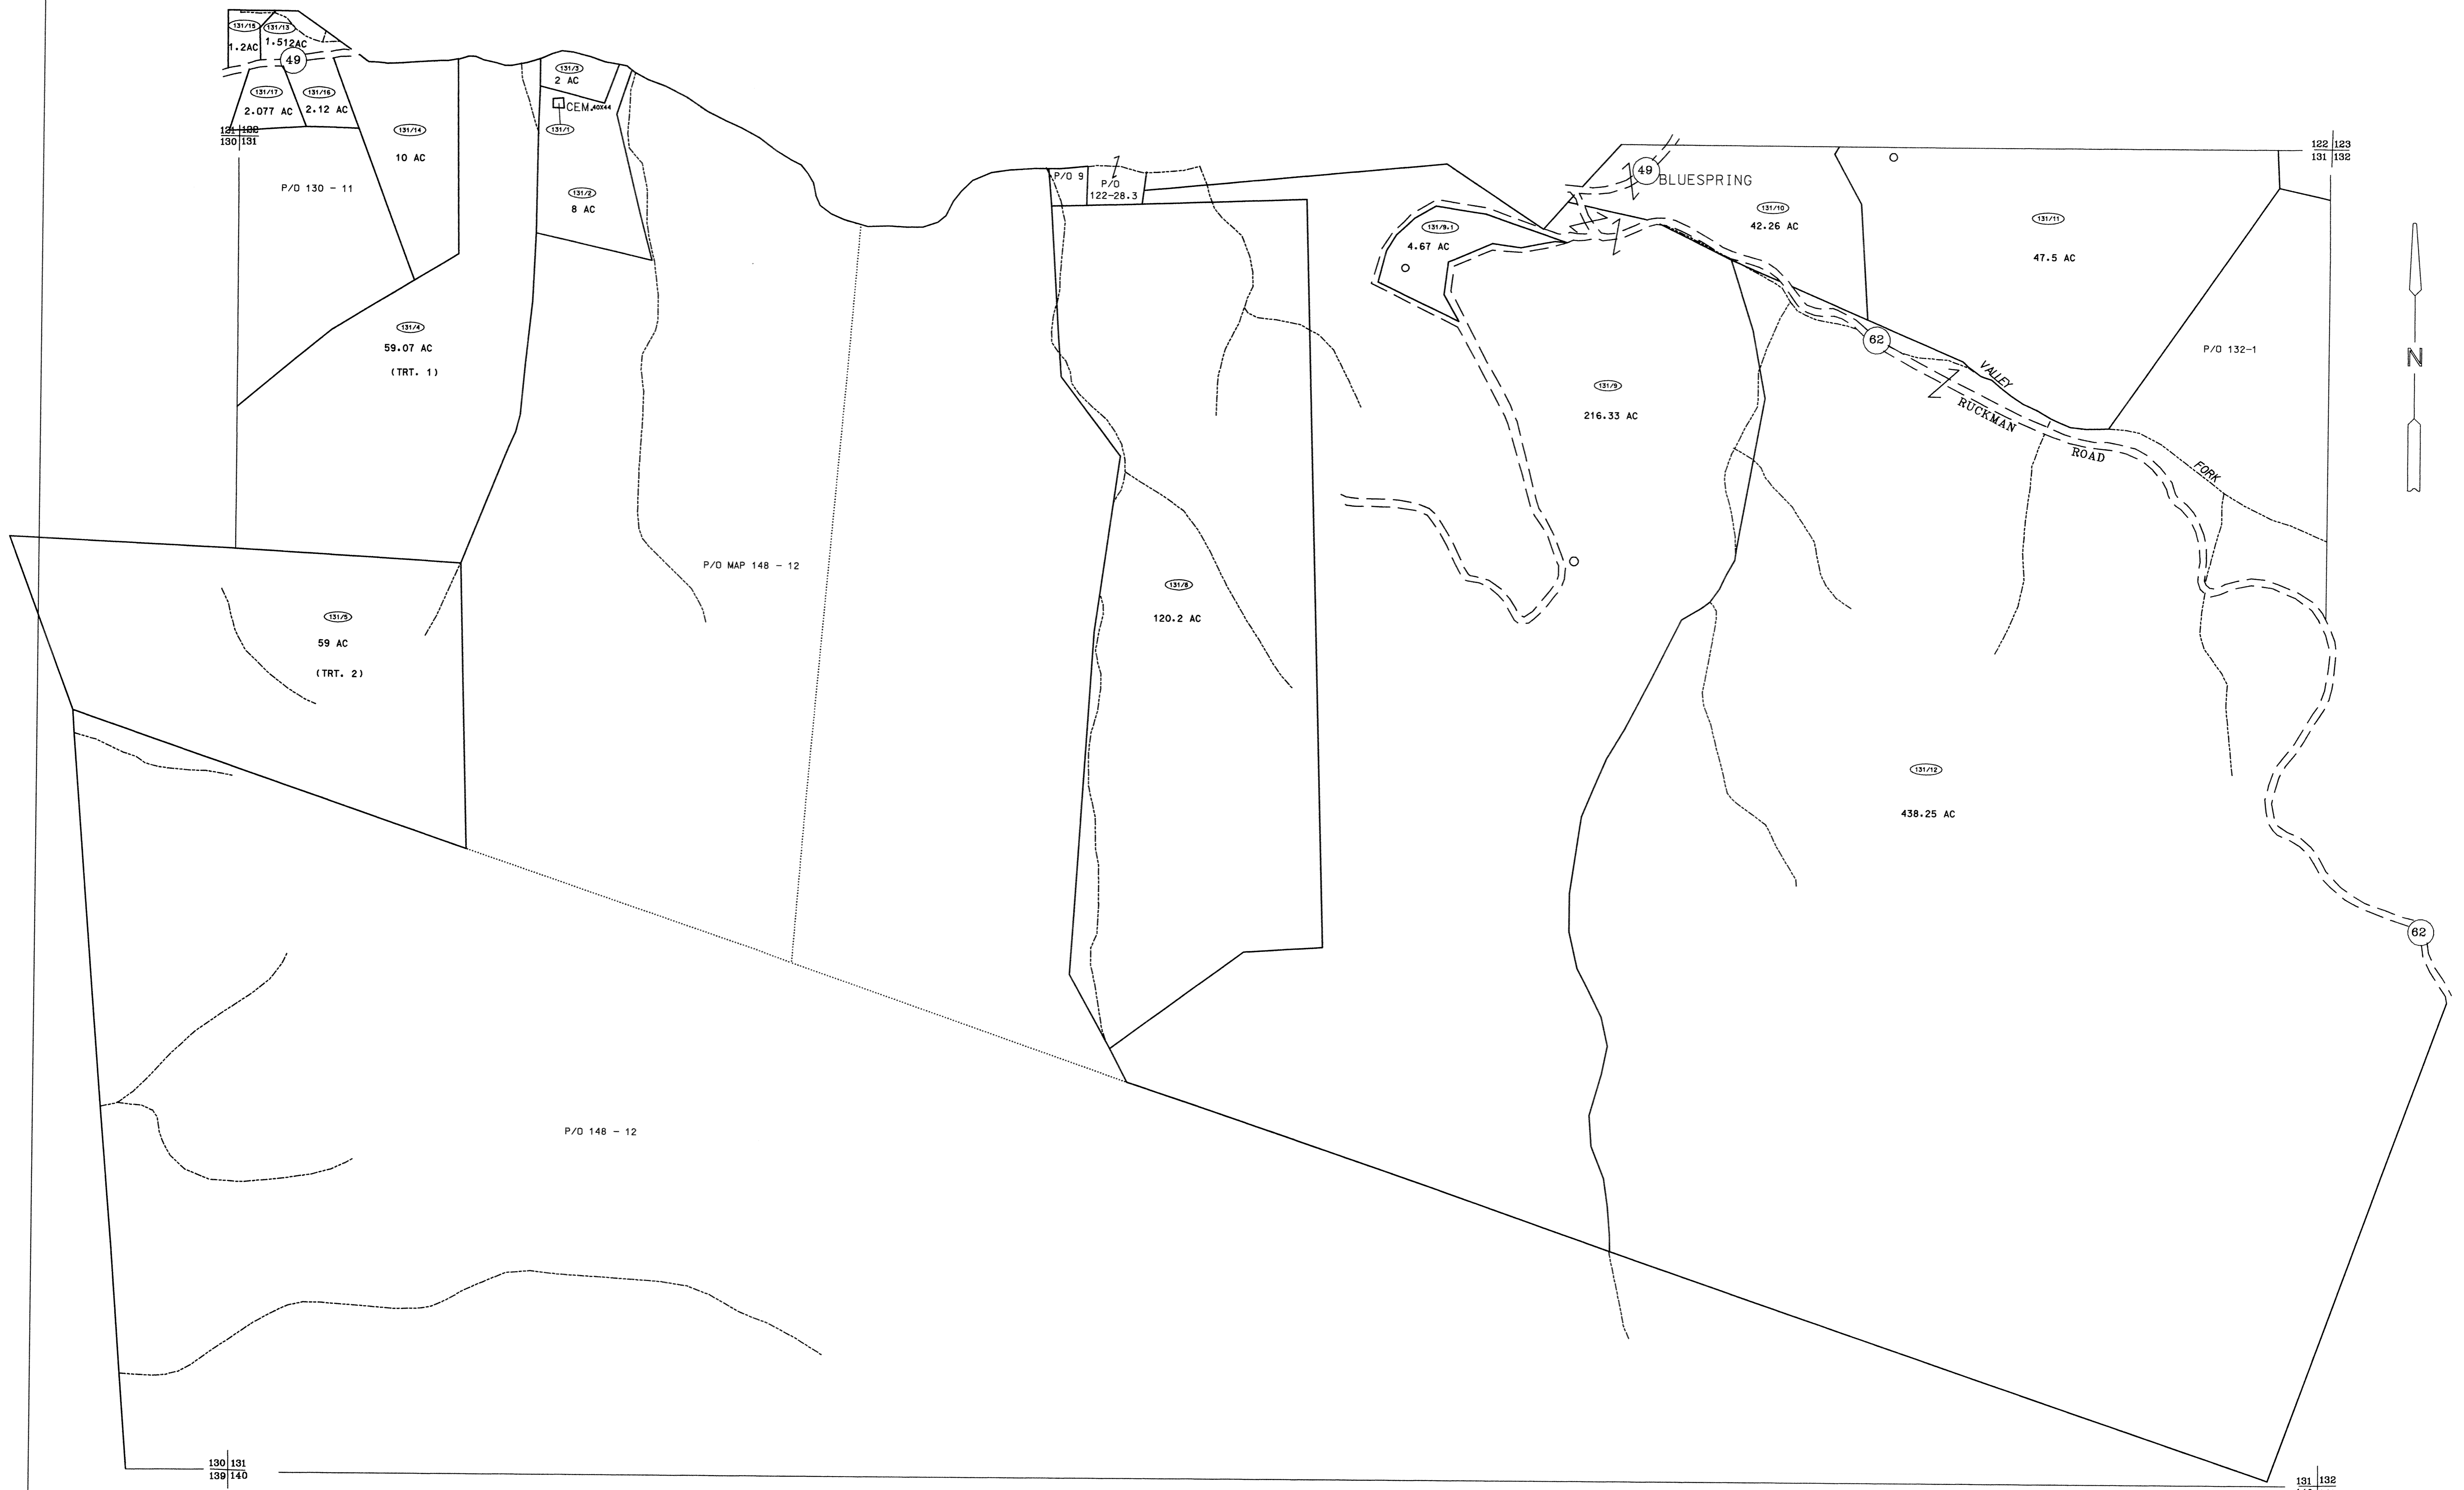 131/15
131/13
1.2AC
1.512AC
49
131/17
131/16
2.077 AC
2.12 AC
121 132
130 131
131/14
10 AC
P/O 130 - 11
131/3
2 AC
CEM.40X44
131/1
131/2
8 AC
131/4
59.07 AC
(TRT. 1)
131/5
59 AC
(TRT. 2)
P/O MAP 148 - 12
P/O 9
P/O
122-28.3
131/8
120.2 AC
131/9.1
4.67 AC
49
BLUESPRING
131/10
42.26 AC
131/11
47.5 AC
122 123
131 132
N
62
131/9
216.33 AC
VALLEY
RUCKMAN
ROAD
FORK
P/O 132-1
131/12
438.25 AC
62
P/O 148 - 12
130 131
139 140
131 132